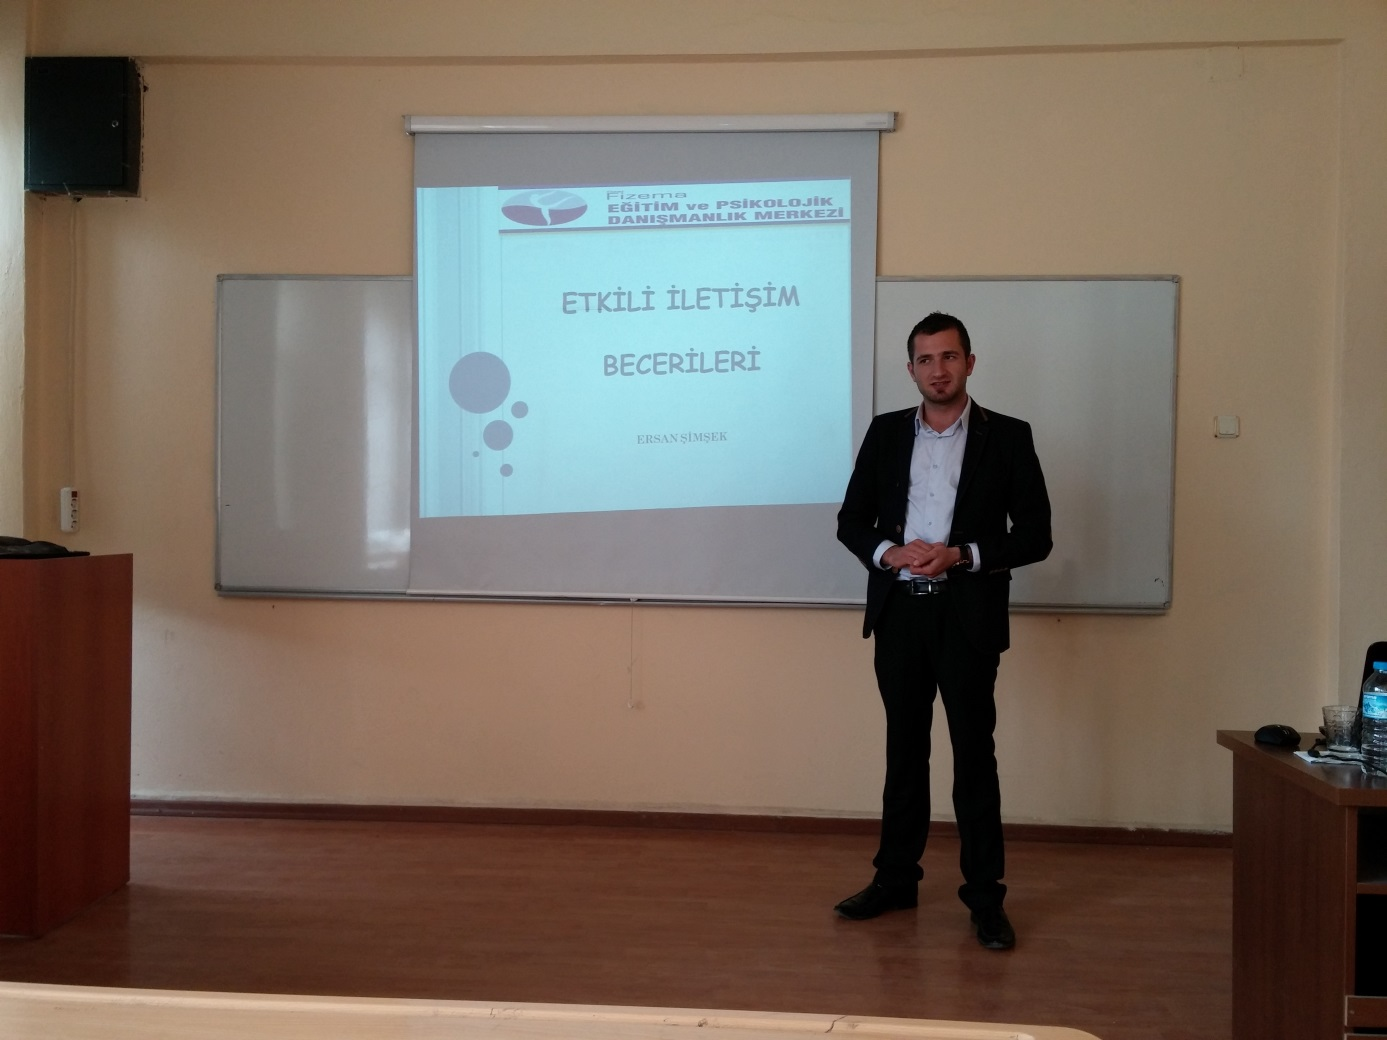 Fizema
EĞİTİM ve PSİKOLOJİK
DANIŞMANLIK MERKEZİ
ETKİLİ İLETİŞİM
BECERİLERİ
ERSAN ŞİMŞEK